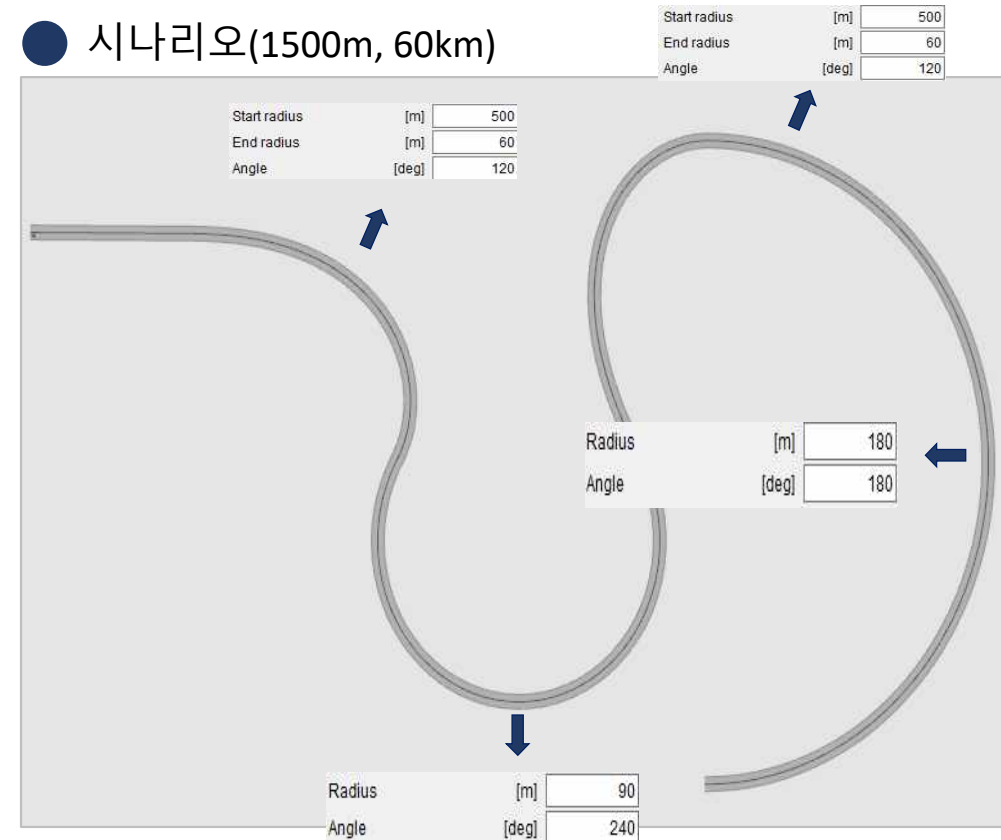 시나리오(1500m, 60km)
Start radius [m] 500
End radius [m] 60
Angle [deg] 120
Start radius [m] 500
End radius [m] 60
Angle [deg] 120
Radius [m] 180
Angle [deg] 180
Radius [m] 90
Angle [deg] 240